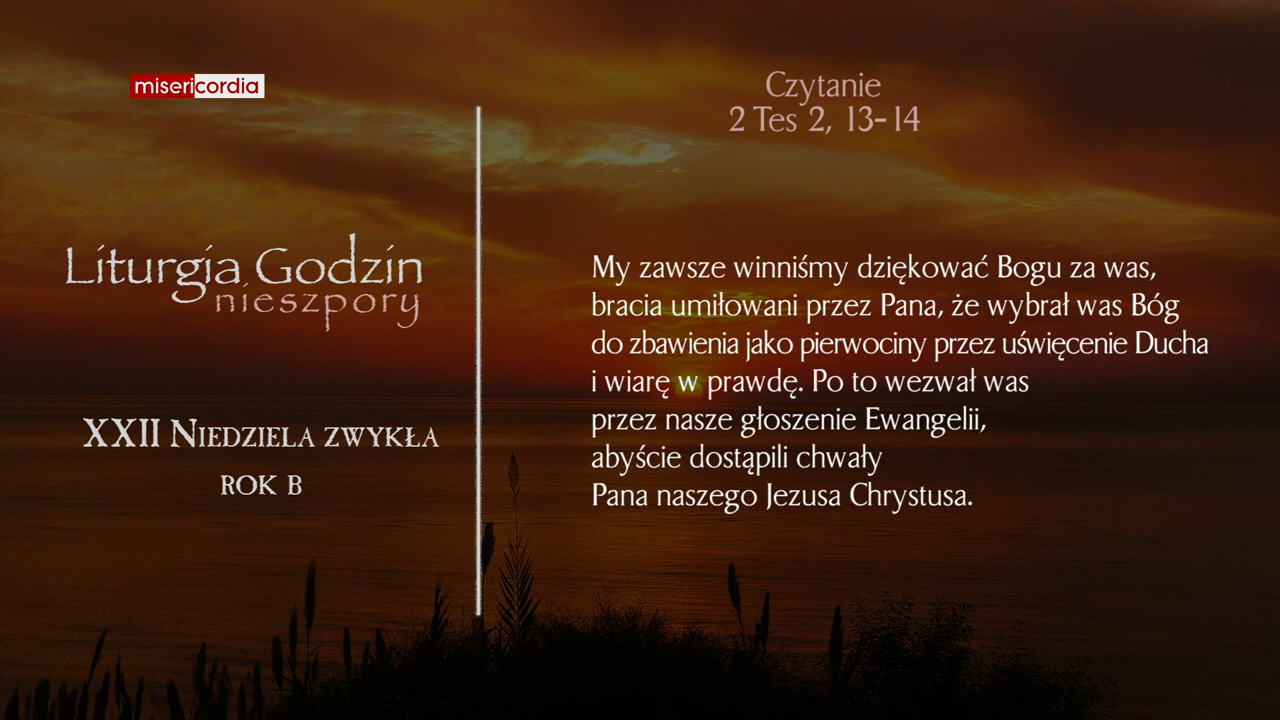 misericordia
Liturgia Godzin
nieszpory
XXII Niedziela zwykła
rok B
Czytanie
2 Tes 2, 13-14
My zawsze winniśmy dziękować Bogu za was,
bracia umiłowani przez Pana, że wybrał was Bóg
do zbawienia jako pierwociny przez uświęcenie Ducha
i wiarę w prawdę. Po to wezwał was
przez nasze głoszenie Ewangelii,
abyście dostąpili chwały
Pana naszego Jezusa Chrystusa.